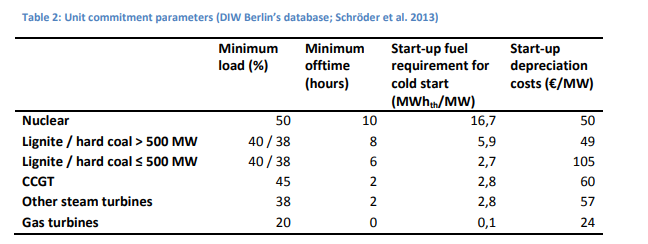 Table 2: Unit commitment parameters (DIW Berlin's database; Schröder et al. 2013)
Minimum Minimum Start-up fuel Start-up
load (%) offtime requirement for depreciation
(hours) cold start costs (€/MW)
(MWhth/MW)
Nuclear 50 10 16,7 50
Lignite / hard coal > 500 MW 40 / 38 8 5,9 49
Lignite / hard coal ≤ 500 MW 40 / 38 6 2,7 105
CCGT 45 2 2,8 60
Other steam turbines 38 2 2,8 57
Gas turbines 20 0 0,1 24